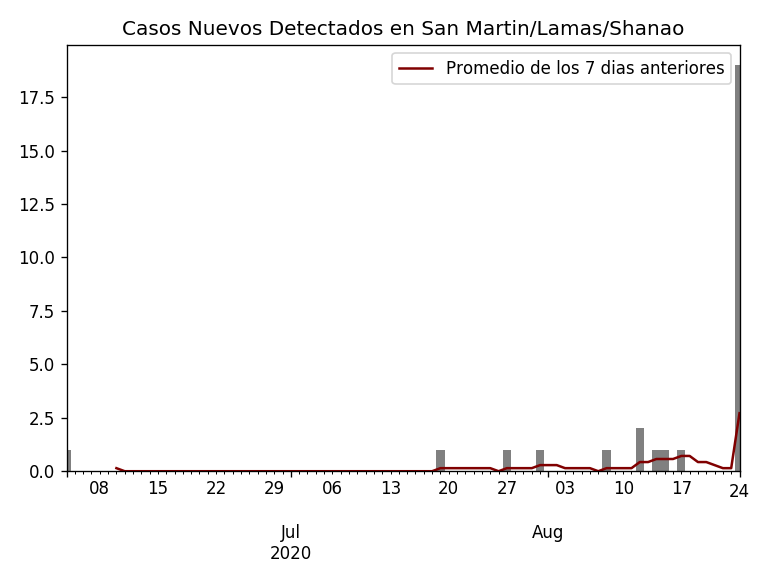 Casos Nuevos Detectados en San Martin/Lamas/Shanao
Promedio de los 7 dias anteriores
17.5
15.0
12.5
10.0
7.5
5.0
2.5
0.0
08 15 22 29 06 13 20 27 03 10 17 24
Jul Aug
2020